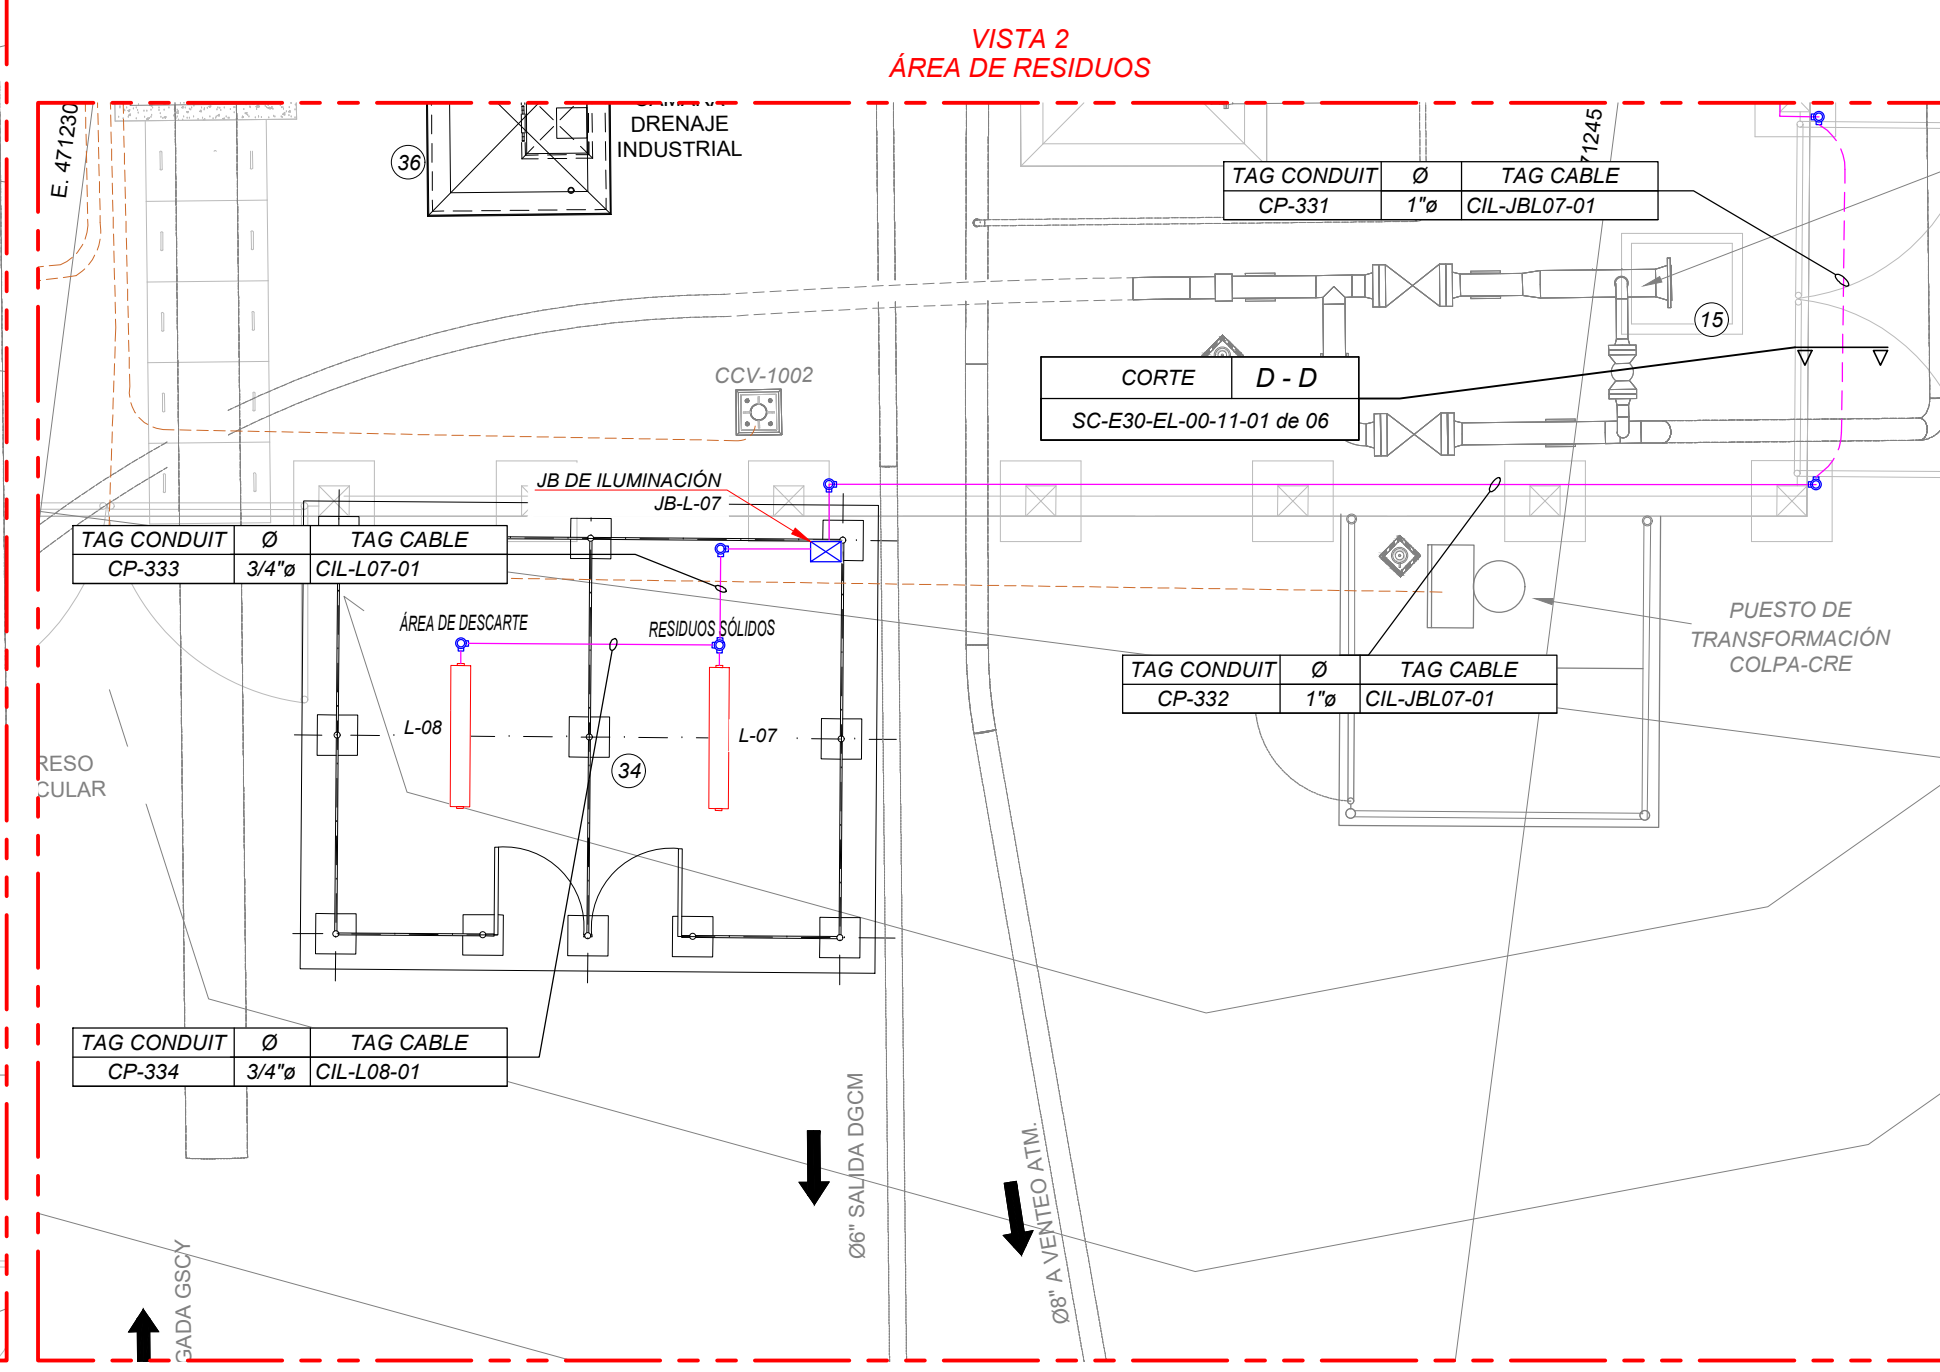 VISTA 2
ÁREA DE RESIDUOS
E. 471230
DRENAJE
INDUSTRIAL
36
71245
TAG CONDUIT Ø TAG CABLE
CP-331 1"ø CIL-JBL07-01
15
CORTE D - D
SC-E30-EL-00-11-01 de 06
CCV-1002
JB DE ILUMINACIÓN
JB-L-07
TAG CONDUIT Ø TAG CABLE
CP-333 3/4"ø CIL-L07-01
ÁREA DE DESCARTE
RESIDUOS SÓLIDOS
PUESTO DE
TRANSFORMACIÓN
COLPA-CRE
TAG CONDUIT Ø TAG CABLE
CP-332 1"ø CIL-JBL07-01
L-08
L-07
34
RESO
CULAR
TAG CONDUIT Ø TAG CABLE
CP-334 3/4"ø CIL-L08-01
Ø6" SALIDA DGCM
Ø8" A VENTEO ATM.
GADA GSCY